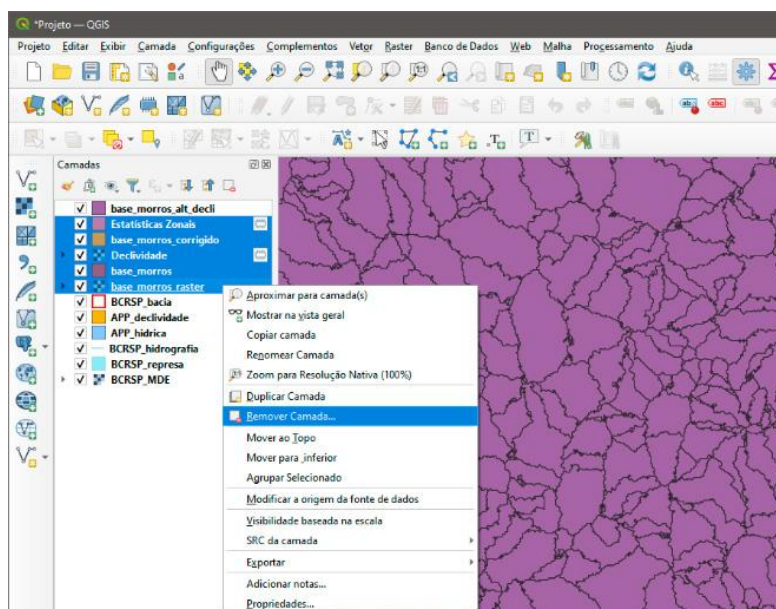 *Projeto — QGIS
Projeto Editar Exibir Camada Configurações Complementos Vetor Raster Banco de Dados Web Malha Processamento Ajuda
Camadas
base_morros_alt_decli
Estatísticas Zonais
base_morros_corrigido
Declividade
base_morros
base_morros_raster
BCRSP_bacia
APP_declividade
APP_hidrica
BCRSP_hidrografia
BCRSP_represa
BCRSP_MDE
Aproximar para camada(s)
Mostrar na vista geral
Copiar camada
Renomear Camada
Zoom para Resolução Nativa (100%)
Duplicar Camada
Remover Camada...
Mover ao Topo
Mover para_inferior
Agrupar Selecionado
Modificar a origem da fonte de dados
Visibilidade baseada na escala
SRC da camada
Exportar
Adicionar notas...
Propriedades...